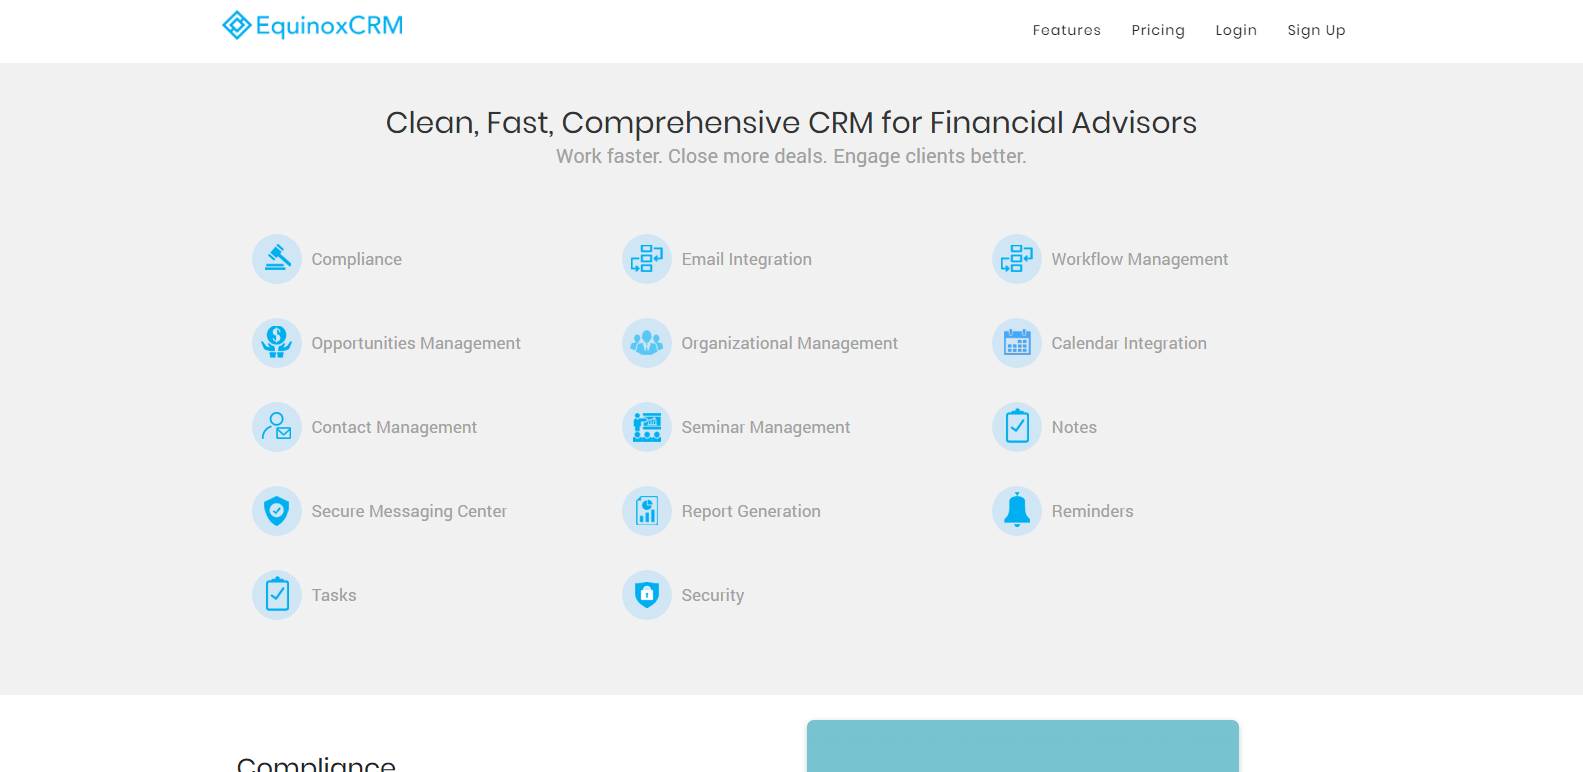 EquinoxCRM
Features Pricing Login Sign Up
Clean, Fast, Comprehensive CRM for Financial Advisors
Work faster. Close more deals. Engage clients better.
Compliance Email Integration Workflow Management
Opportunities Management Organizational Management Calendar Integration
Contact Management Seminar Management Notes
Secure Messaging Center Report Generation Reminders
Tasks Security
Compliance